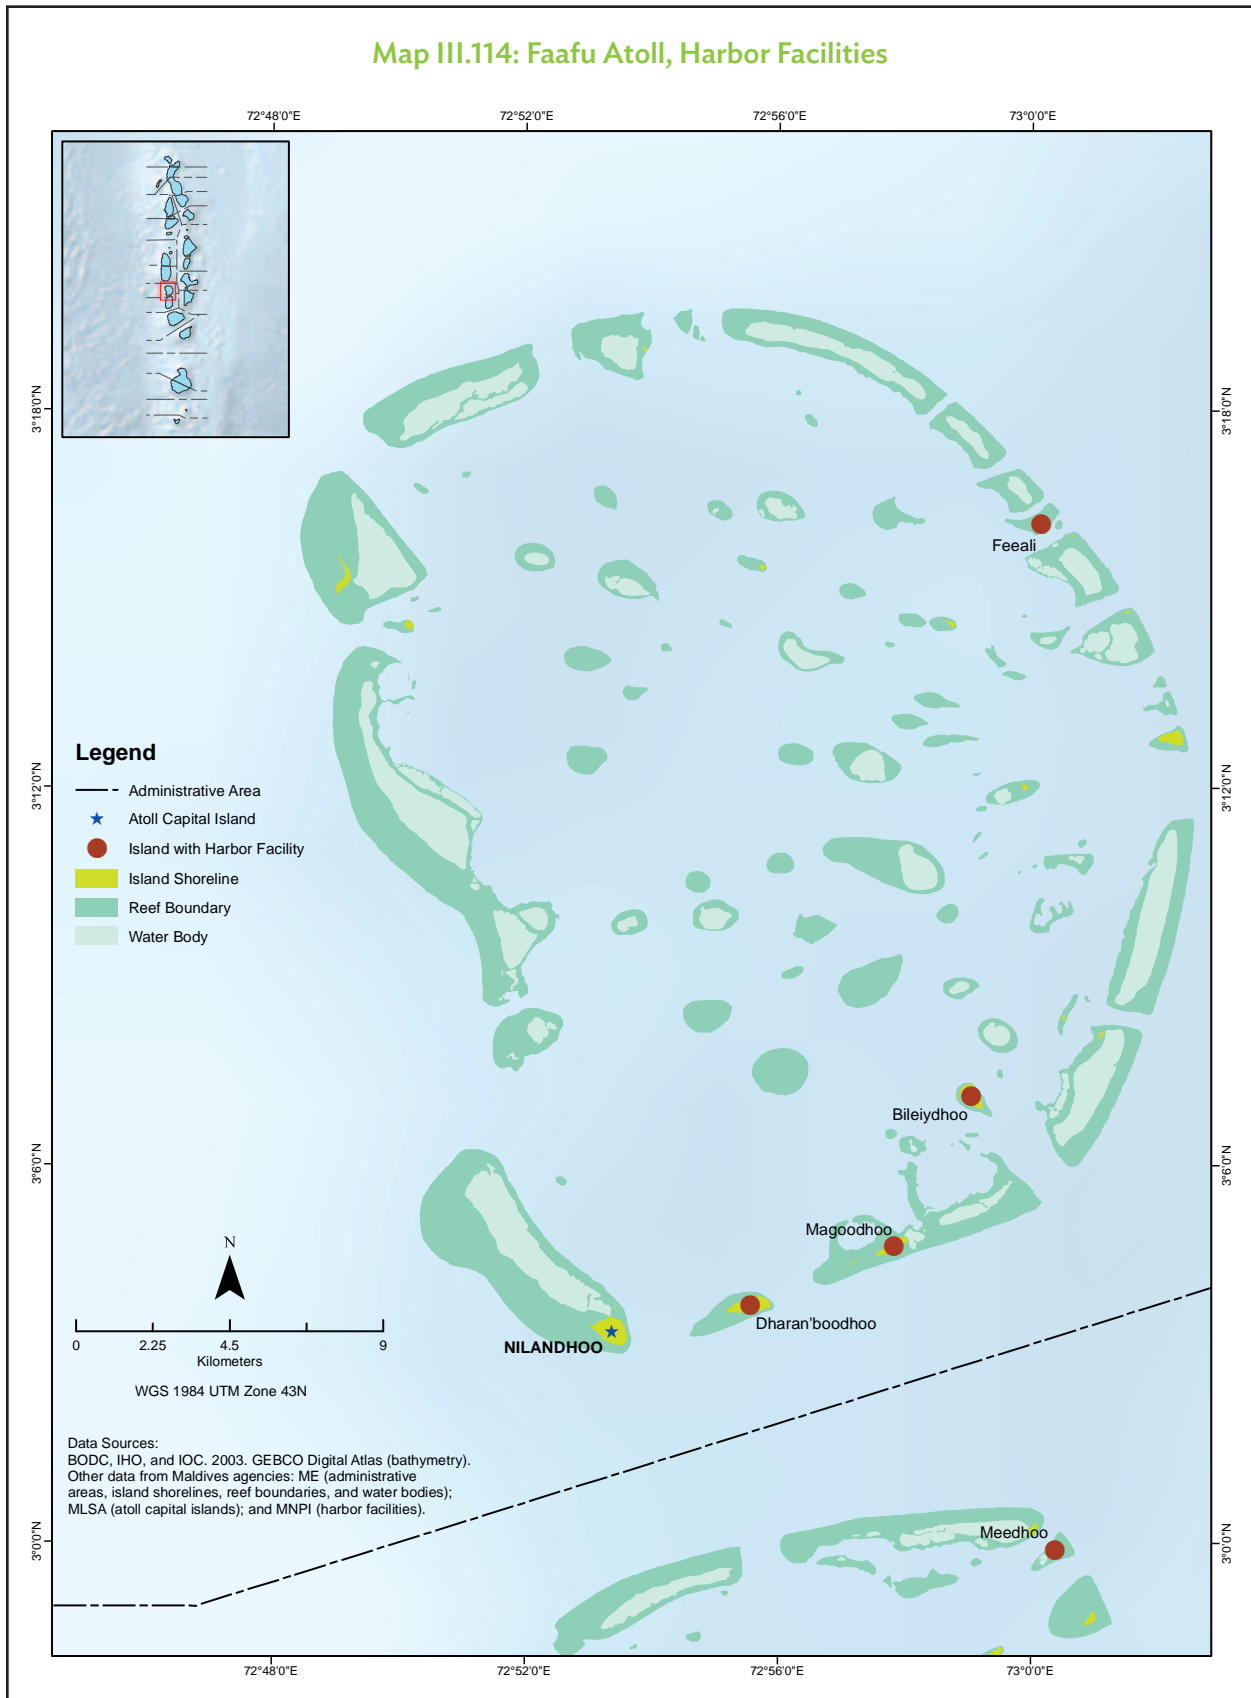 Map III.114: Faafu Atoll, Harbor Facilities
72°48'0"E
72°52'0"E
72°56'0"E
73°0'0"E
3°18'0"N
3°18'0"N
Feeali
Legend
Administrative Area
Atoll Capital Island
Island with Harbor Facility
Island Shoreline
Reef Boundary
Water Body
3°12'0"N
3°12'0"N
Bileiydhoo
3°6'0"N
3°6'0"N
Magoodhoo
Dharan'boodhoo
NILANDHOO
N
0
2.25
4.5
9
Kilometers
WGS 1984 UTM Zone 43N
Data Sources:
BODC, IHO, and IOC. 2003. GEBCO Digital Atlas (bathymetry).
Other data from Maldives agencies: ME (administrative
areas, island shorelines, reef boundaries, and water bodies);
MLSA (atoll capital islands); and MNPI (harbor facilities).
Meedhoo
3°0'0"N
3°0'0"N
72°48'0"E
72°52'0"E
72°56'0"E
73°0'0"E